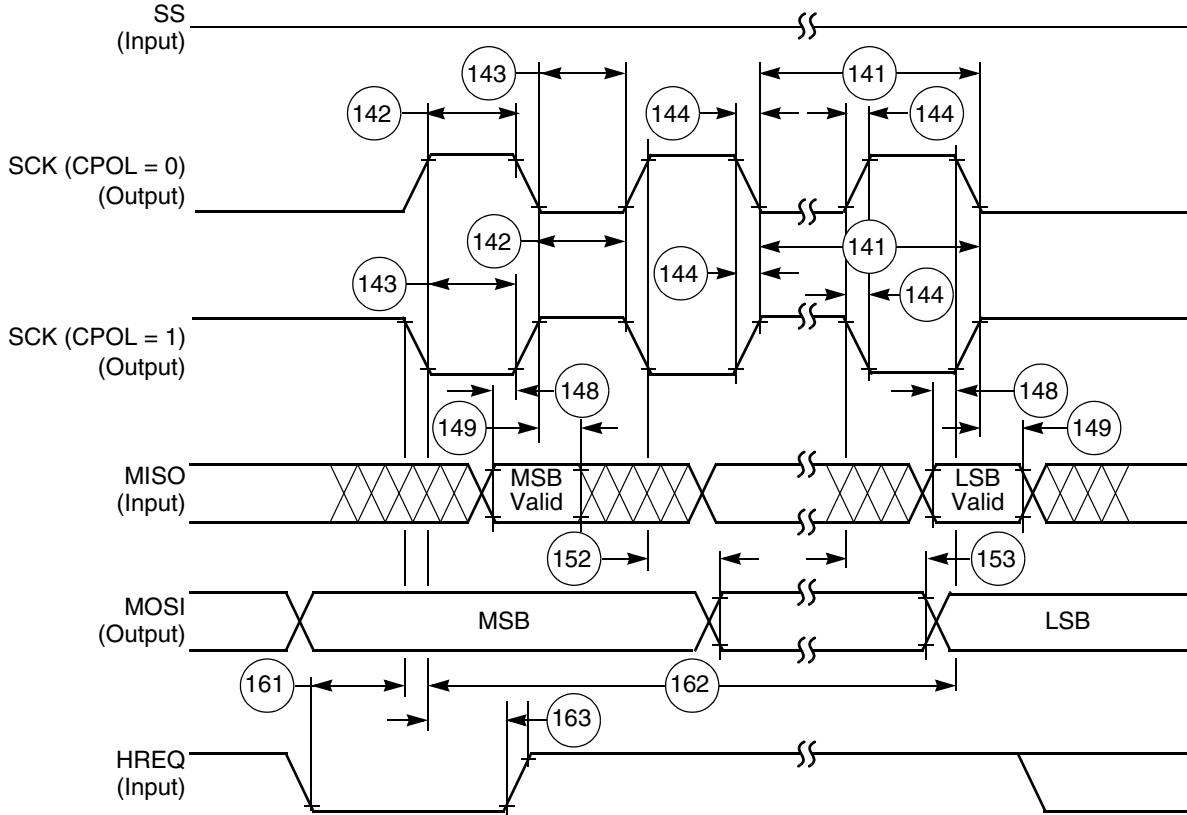 SS
(Input)
143
141
142
144
144
SCK (CPOL = 0)
(Output)
142
141
143
144
144
SCK (CPOL = 1)
(Output)
148
148
149
149
MISO
(Input)
MSB
Valid
LSB
Valid
152
153
MOSI
(Output)
MSB
LSB
161
162
163
HREQ
(Input)